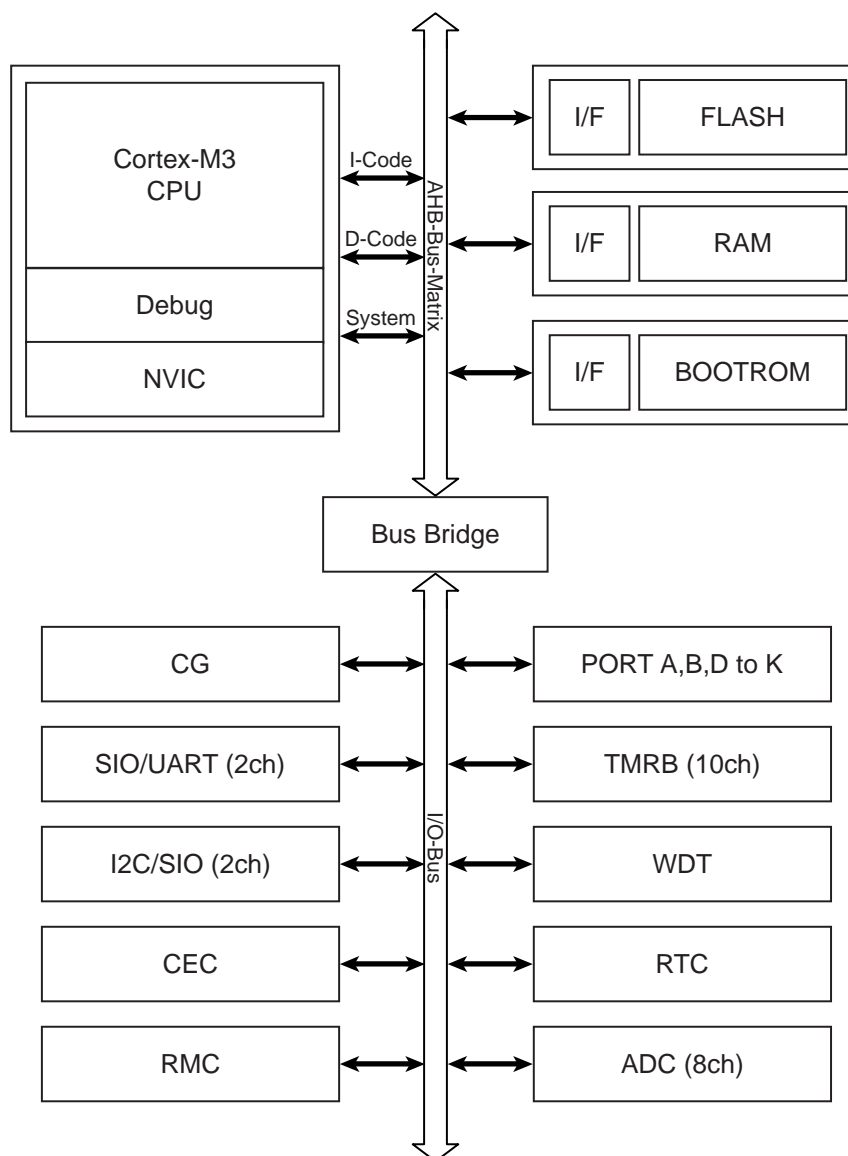 Cortex-M3
CPU
Debug
NVIC
I-Code
D-Code
System
AHB-Bus-Matrix
I/F
FLASH
I/F
RAM
I/F
BOOTROM
Bus Bridge
CG
PORT A,B,D to K
SIO/UART (2ch)
TMRB (10ch)
I/O-Bus
I2C/SIO (2ch)
WDT
CEC
RTC
RMC
ADC (8ch)